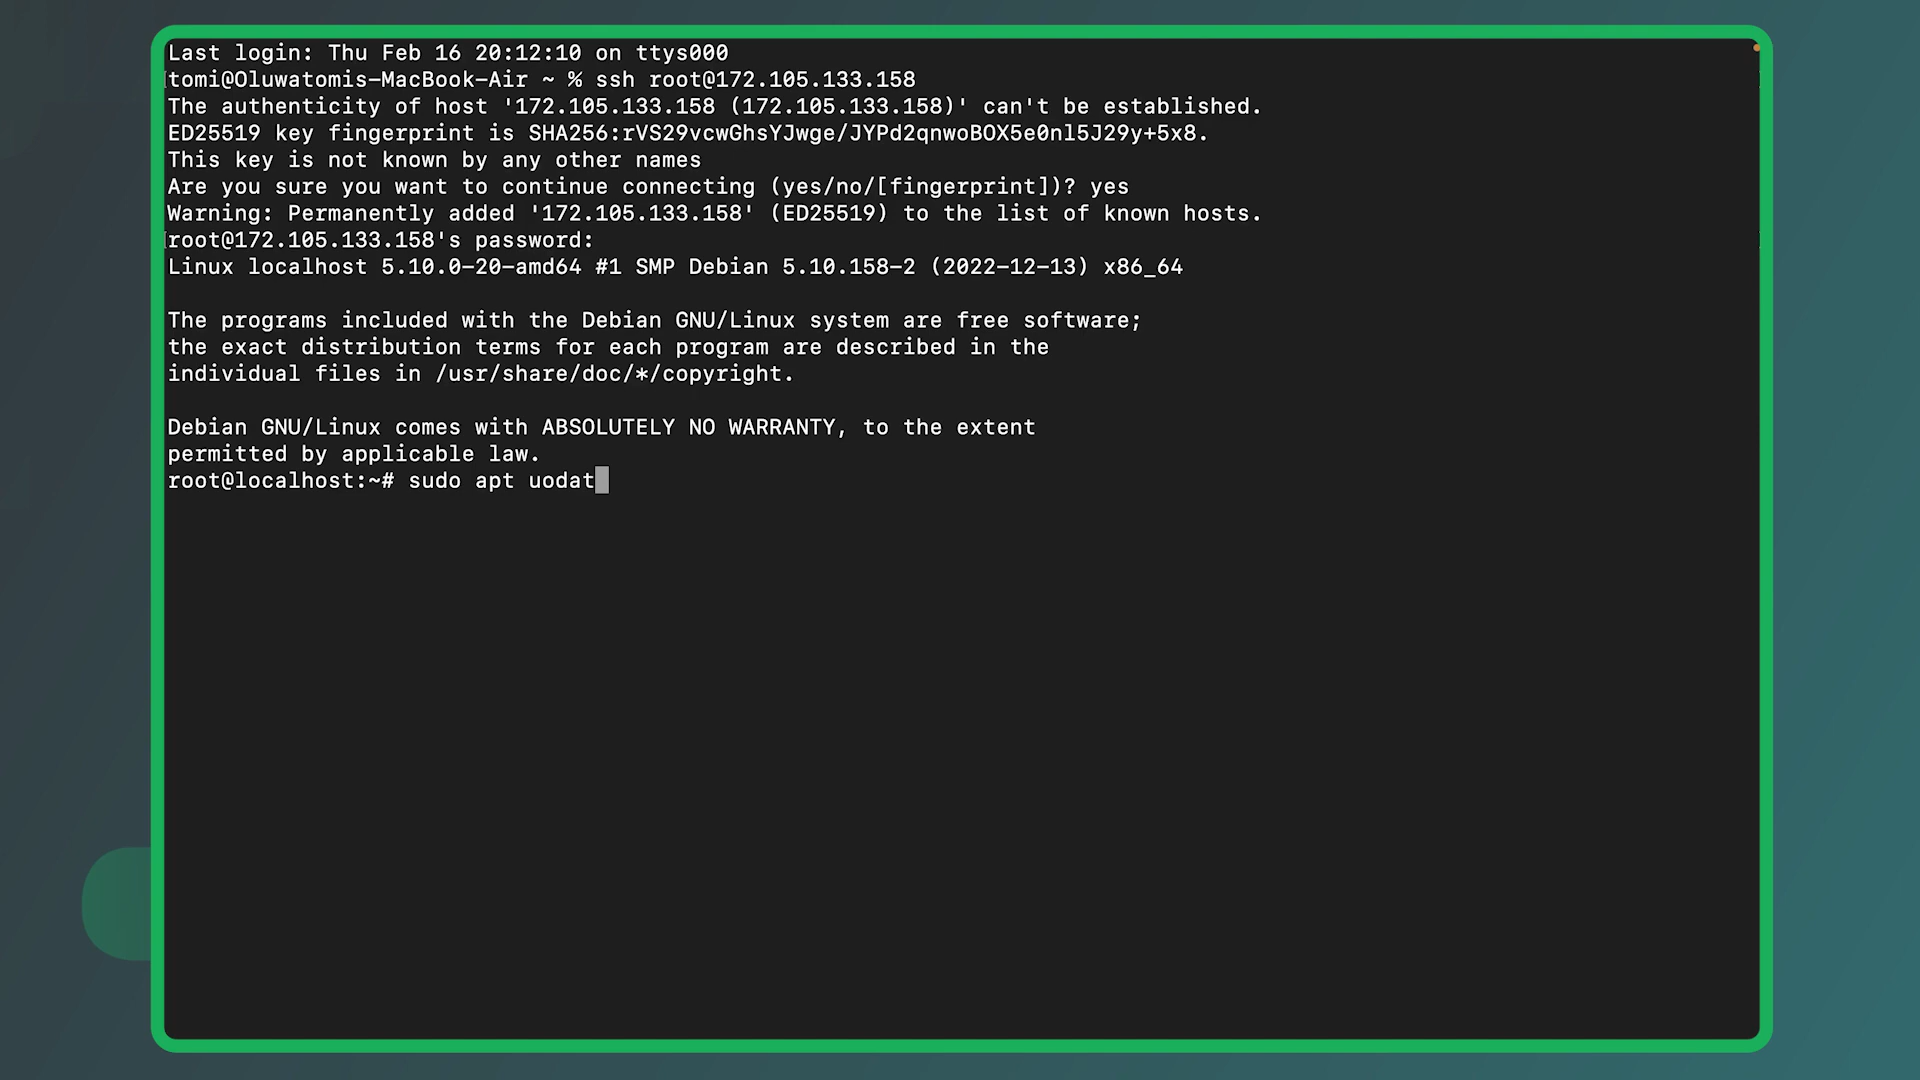 Last login: Thu Feb 16 20:12:10 on ttys000
[tomi@Oluwatomis-MacBook-Air ~ % ssh root@172.105.133.158
The authenticity of host '172.105.133.158 (172.105.133.158)' can't be established.
ED25519 key fingerprint is SHA256:rVS29vcwGhsYJwge/JYPd2qnwoBOX5e0nl5J29y+5x8.
This key is not known by any other names
Are you sure you want to continue connecting (yes/no/[fingerprint])? yes
Warning: Permanently added '172.105.133.158' (ED25519) to the list of known hosts.
[root@172.105.133.158's password:
Linux localhost 5.10.0-20-amd64 #1 SMP Debian 5.10.158-2 (2022-12-13) x86_64
The programs included with the Debian GNU/Linux system are free software;
the exact distribution terms for each program are described in the
individual files in /usr/share/doc/*/copyright.
Debian GNU/Linux comes with ABSOLUTELY NO WARRANTY, to the extent
permitted by applicable law.
root@localhost:~# sudo apt uodat